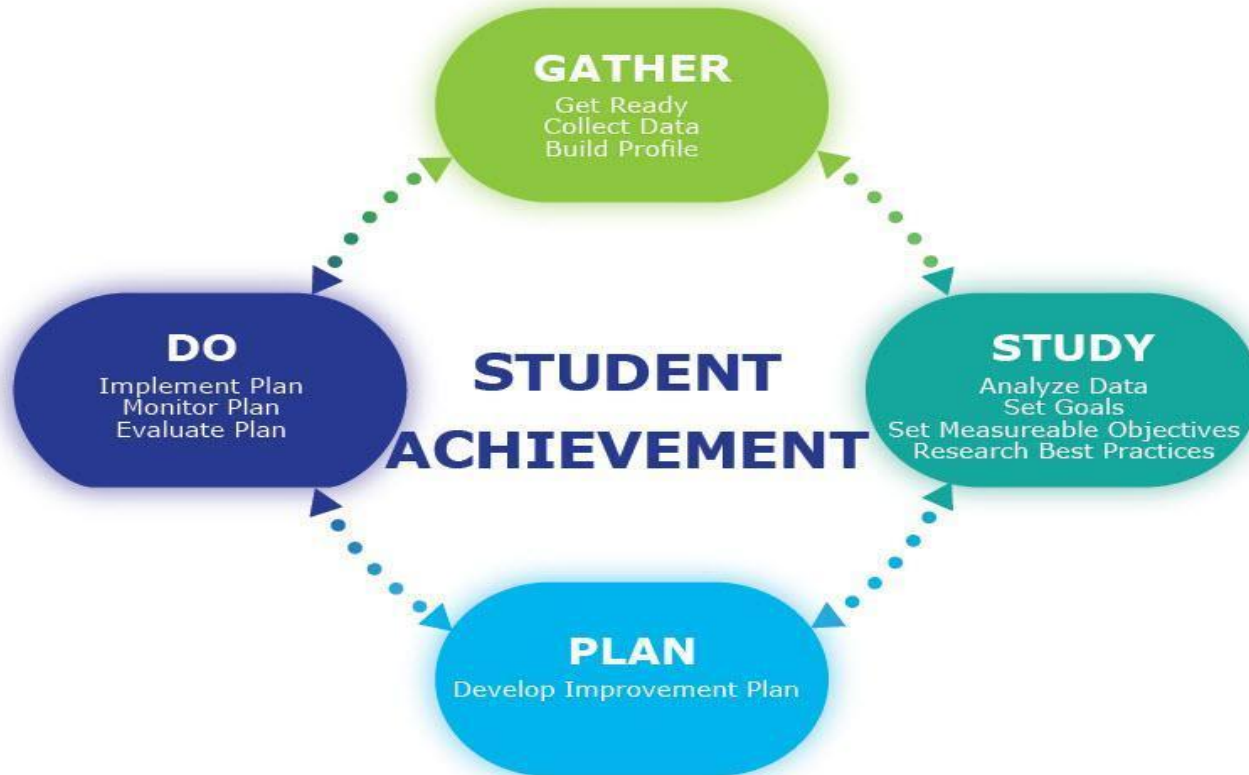 GATHER
Get Ready
Collect Data
Build Profile
DO
Implement Plan
Monitor Plan
Evaluate Plan
STUDENT
ACHIEVEMENT
STUDY
Analyze Data
Set Goals
Set Measureable Objectives
Research Best Practices
PLAN
Develop Improvement Plan